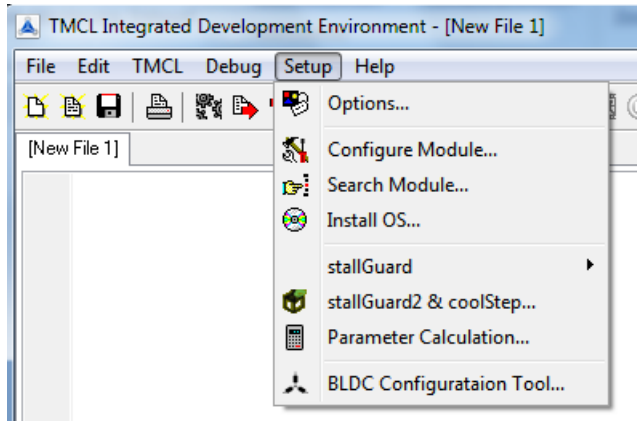 TMCL Integrated Development Environment - [New File 1]
File Edit TMCL Debug Setup Help
Options...
[New File 1]
Configure Module...
Search Module...
Install OS...
stallGuard
stallGuard2 & coolStep...
Parameter Calculation...
BLDC Configurataion Tool...